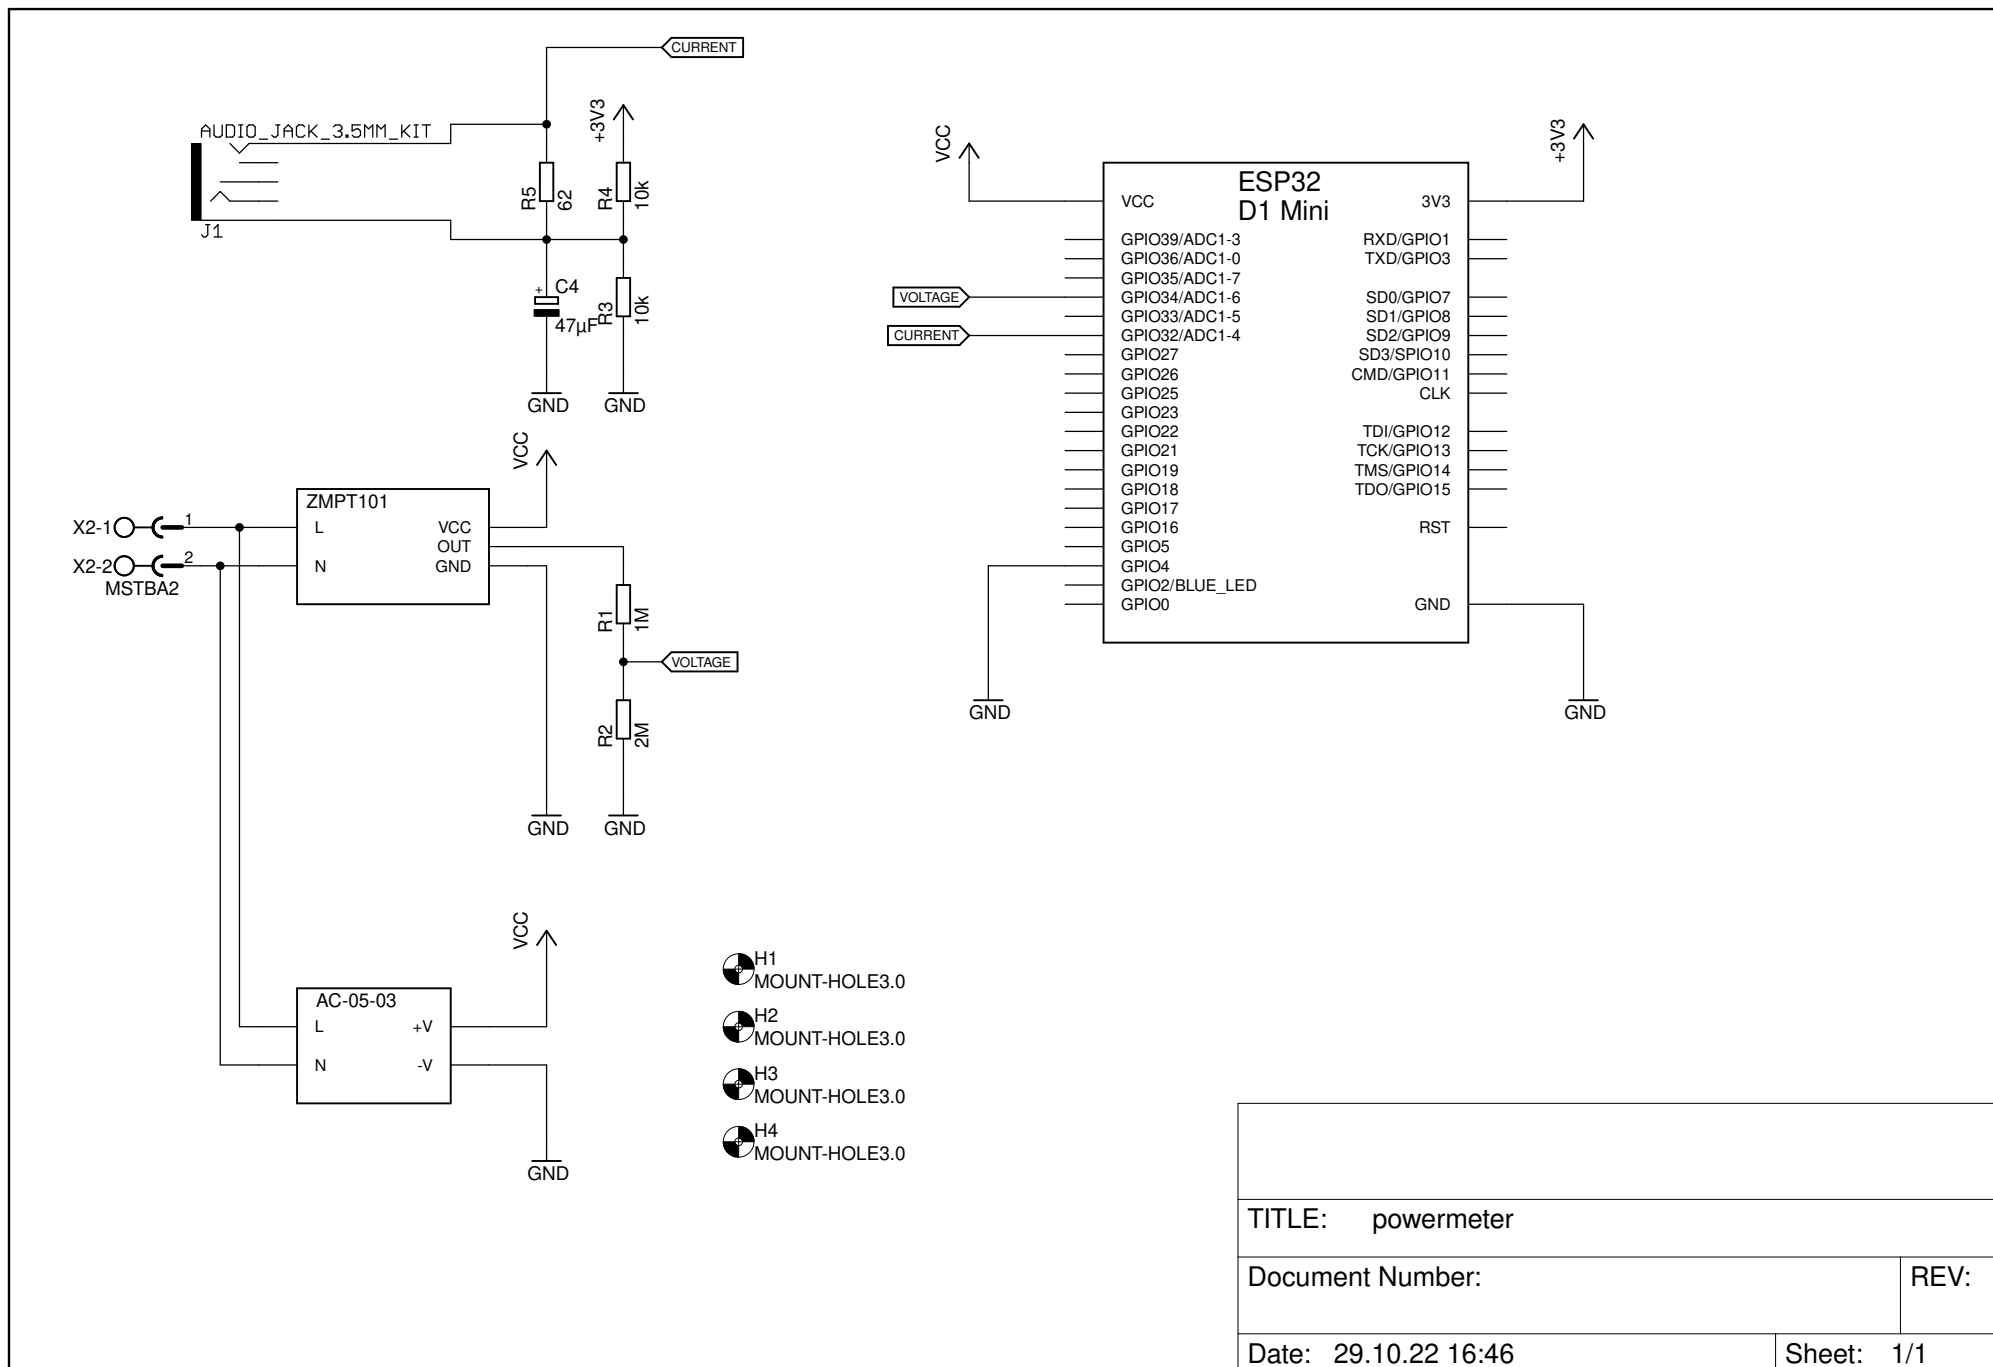 CURRENT
AUDIO_JACK_3.5MM_KIT
J1
+3V3
R5
62
R4
10k
+
C4
47µF
R3
10k
GND
GND
VCC
ZMPT101
L
N
VCC
OUT
GND
X2-1
1
X2-2
2
MSTBA2
R1
1M
VOLTAGE
R2
2M
GND
GND
VCC
AC-05-03
L
+V
N
-V
GND
H1
MOUNT-HOLE3.0
H2
MOUNT-HOLE3.0
H3
MOUNT-HOLE3.0
H4
MOUNT-HOLE3.0
VCC
+3V3
ESP32
D1 Mini
VCC
GPIO39/ADC1-3
GPIO36/ADC1-0
GPIO35/ADC1-7
GPIO34/ADC1-6
GPIO33/ADC1-5
GPIO32/ADC1-4
GPIO27
GPIO26
GPIO25
GPIO23
GPIO22
GPIO21
GPIO19
GPIO18
GPIO17
GPIO16
GPIO5
GPIO4
GPIO2/BLUE_LED
GPIO0
3V3
RXD/GPIO1
TXD/GPIO3
SD0/GPIO7
SD1/GPIO8
SD2/GPIO9
SD3/SPIO10
CMD/GPIO11
CLK
TDI/GPIO12
TCK/GPIO13
TMS/GPIO14
TDO/GPIO15
RST
GND
VOLTAGE
CURRENT
GND
GND
TITLE: powermeter
Document Number:
REV:
Date: 29.10.22 16:46
Sheet: 1/1